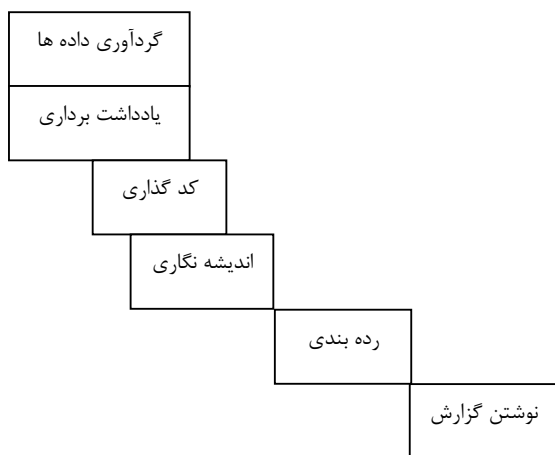 گردآوری داده ها
یادداشت برداری
کد گذاری
اندیشه نگاری
رده بندی
نوشتن گزارش